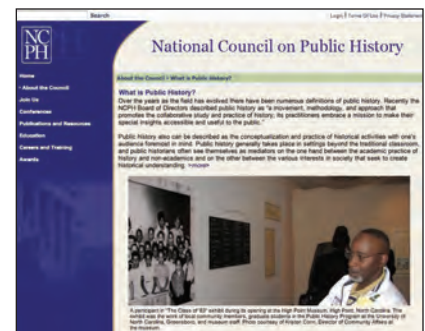 Search
Login | Terms Of Use | Privacy Statement
NC
PH
National Council on Public History
Home
• About the Council
Join Us
Conferences
Publications and Resources
Education
Careers and Training
Awards
About the Council > What is Public History?
What is Public History?
Over the years as the field has evolved there have been numerous definitions of public history. Recently the
NCPH Board of Directors described public history as "a movement, methodology, and approach that
promotes the collaborative study and practice of history; its practitioners embrace a mission to make their
special insights accessible and useful to the public."
Public History also can be described as the conceptualization and practice of historical activities with one's
audience foremost in mind. Public history generally takes place in settings beyond the traditional classroom,
and public historians often see themselves as mediators on the one hand between the academic practice of
history and non-academics and on the other between the various interests in society that seek to create
historical understanding. <more>
A participant in "The Class of '63" exhibit during its opening at the High Point Museum, High Point, North Carolina. The
exhibit was the work of local community members, graduate students in the Public History Program at the University of
North Carolina, Greensboro, and museum staff. Photo courtesy of Director of Community Affairs at
the museum.